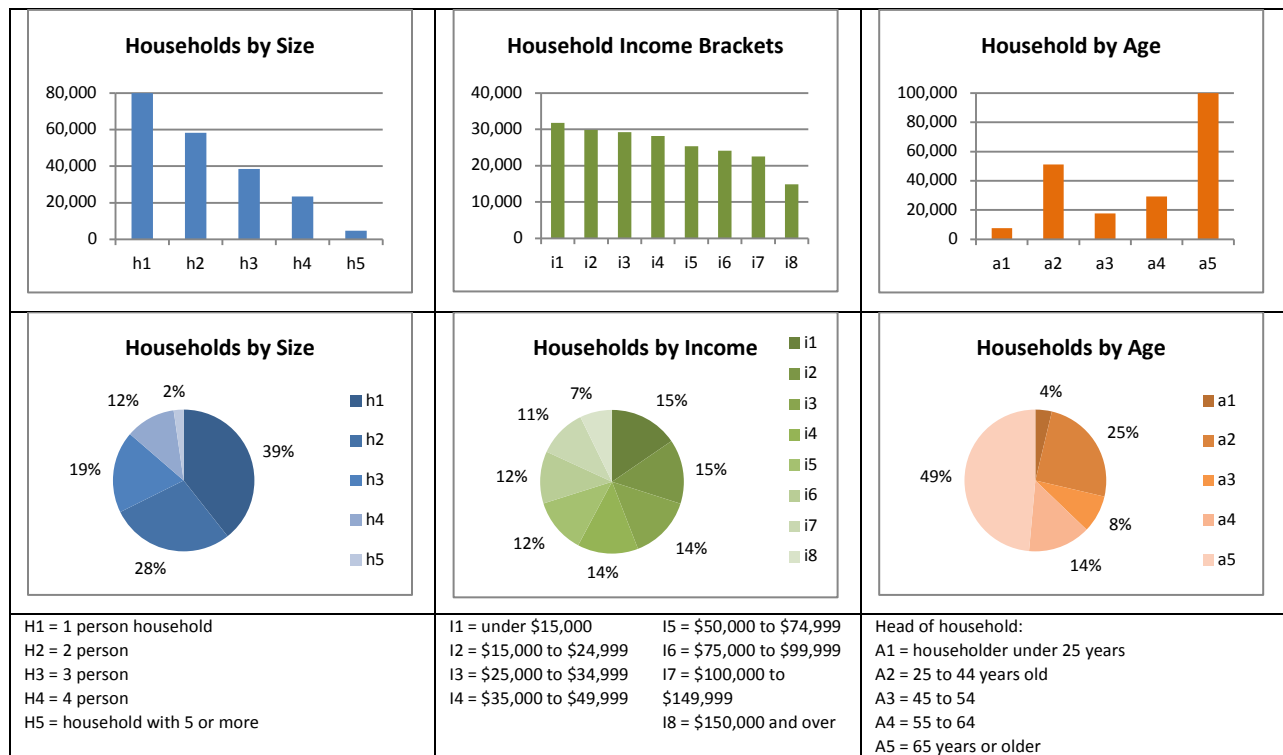 Households by Size
80,000
60,000
40,000
20,000
0
h1 h2 h3 h4 h5
Household Income Brackets
40,000
30,000
20,000
10,000
0
i1 i2 i3 i4 i5 i6 i7 i8
Household by Age
100,000
80,000
60,000
40,000
20,000
0
a1 a2 a3 a4 a5
Households by Size
2%
12%
39%
19%
28%
h1
h2
h3
h4
h5
Households by Income
7%
11%
15%
12%
15%
12%
14%
14%
i1
i2
i3
i4
i5
i6
i7
i8
Households by Age
4%
25%
49%
8%
14%
a1
a2
a3
a4
a5
H1 = 1 person household
H2 = 2 person
H3 = 3 person
H4 = 4 person
H5 = household with 5 or more
I1 = under $15,000
I2 = $15,000 to $24,999
I3 = $25,000 to $34,999
I4 = $35,000 to $49,999
I5 = $50,000 to $74,999
I6 = $75,000 to $99,999
I7 = $100,000 to
$149,999
I8 = $150,000 and over
Head of household:
A1 = householder under 25 years
A2 = 25 to 44 years old
A3 = 45 to 54
A4 = 55 to 64
A5 = 65 years or older